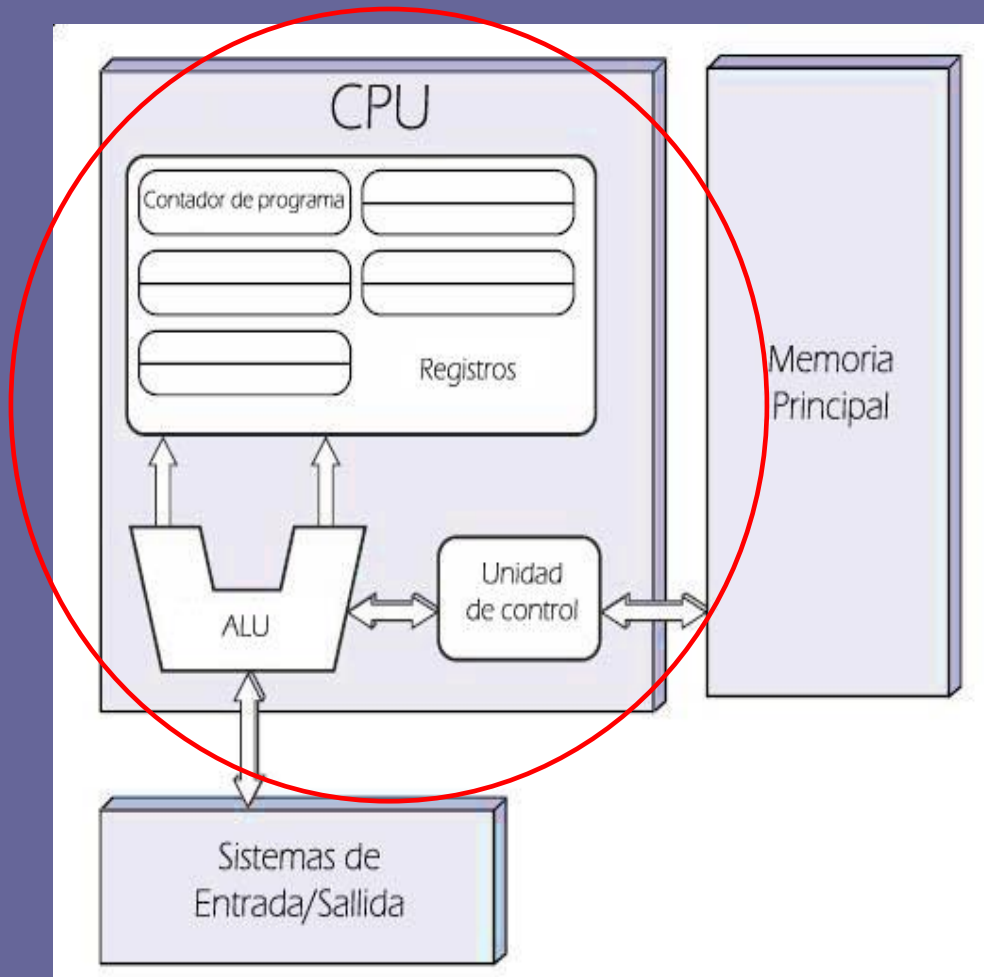 CPU
Contador de programa
Registros
Memoria
Principal
Unidad
de control
ALU
Sistemas de
Entrada/Sallida